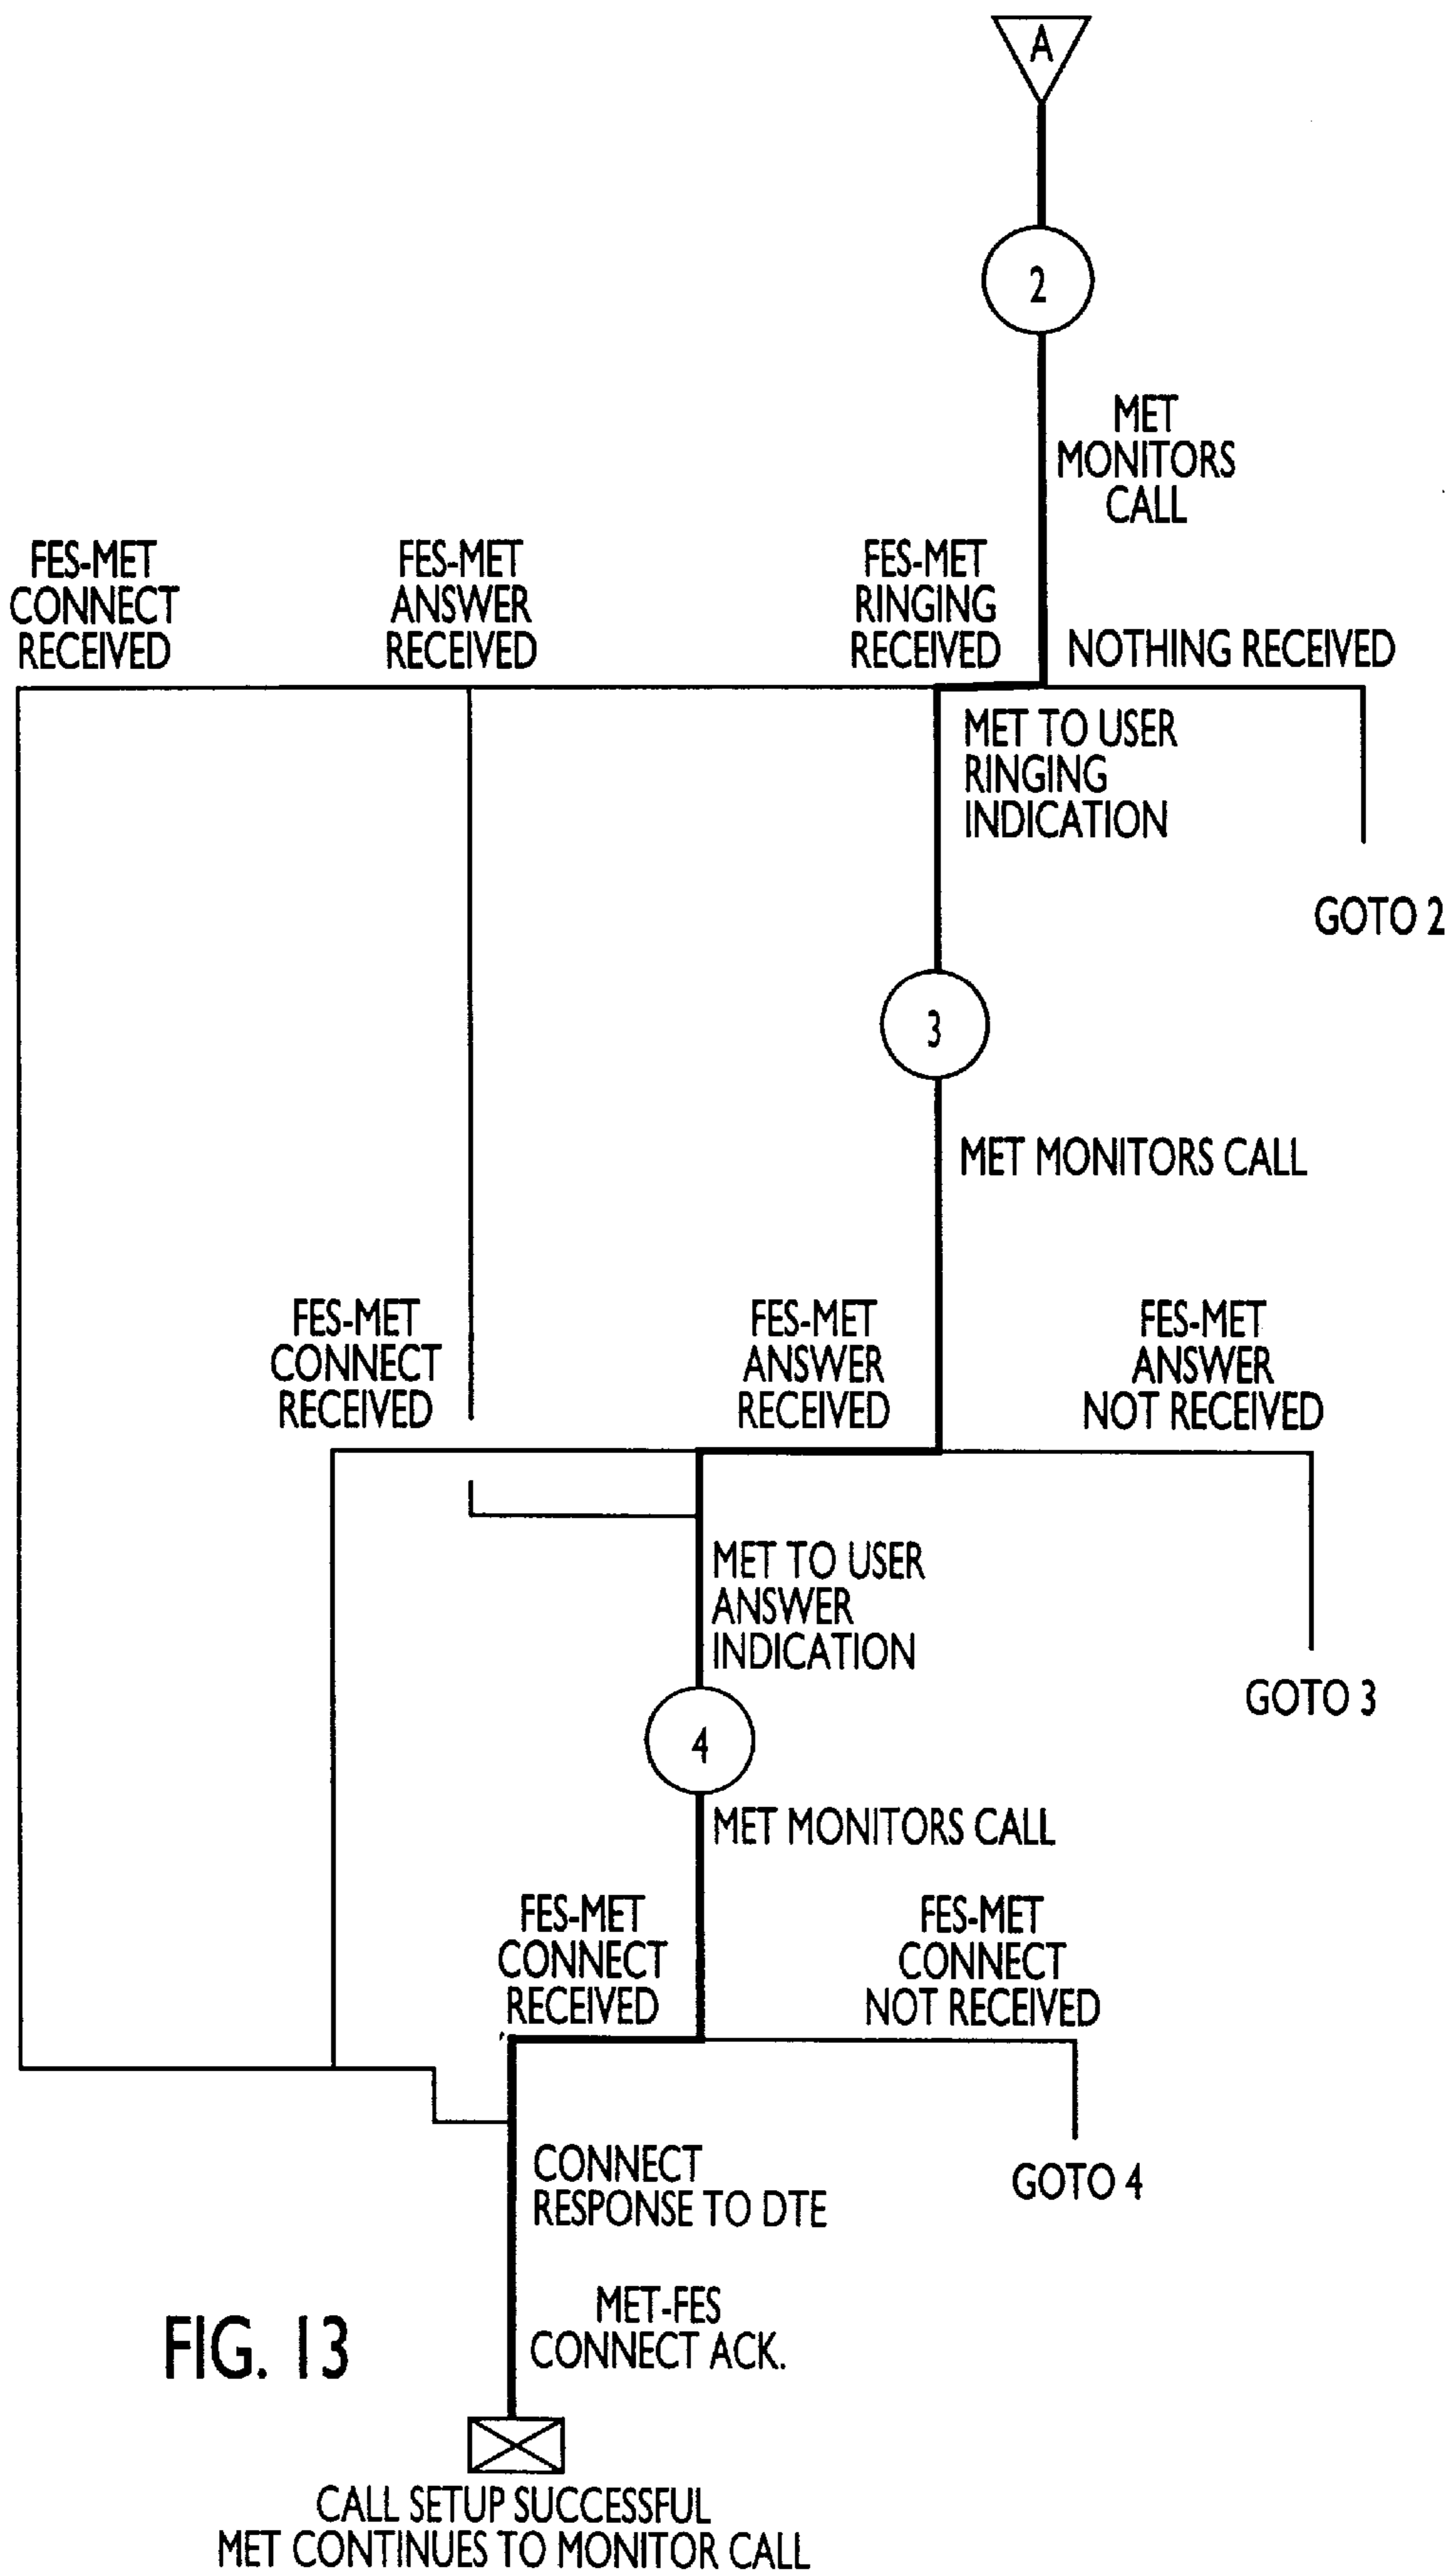 A
2
MET
MONITORS
CALL
FES-MET
CONNECT
RECEIVED
FES-MET
ANSWER
RECEIVED
FES-MET
RINGING
RECEIVED
NOTHING RECEIVED
MET TO USER
RINGING
INDICATION
GOTO 2
3
MET MONITORS CALL
FES-MET
CONNECT
RECEIVED
FES-MET
ANSWER
RECEIVED
FES-MET
ANSWER
NOT RECEIVED
MET TO USER
ANSWER
INDICATION
GOTO 3
4
MET MONITORS CALL
FES-MET
CONNECT
RECEIVED
FES-MET
CONNECT
NOT RECEIVED
CONNECT
RESPONSE TO DTE
GOTO 4
MET-FES
CONNECT ACK.
FIG. 13
CALL SETUP SUCCESSFUL
MET CONTINUES TO MONITOR CALL